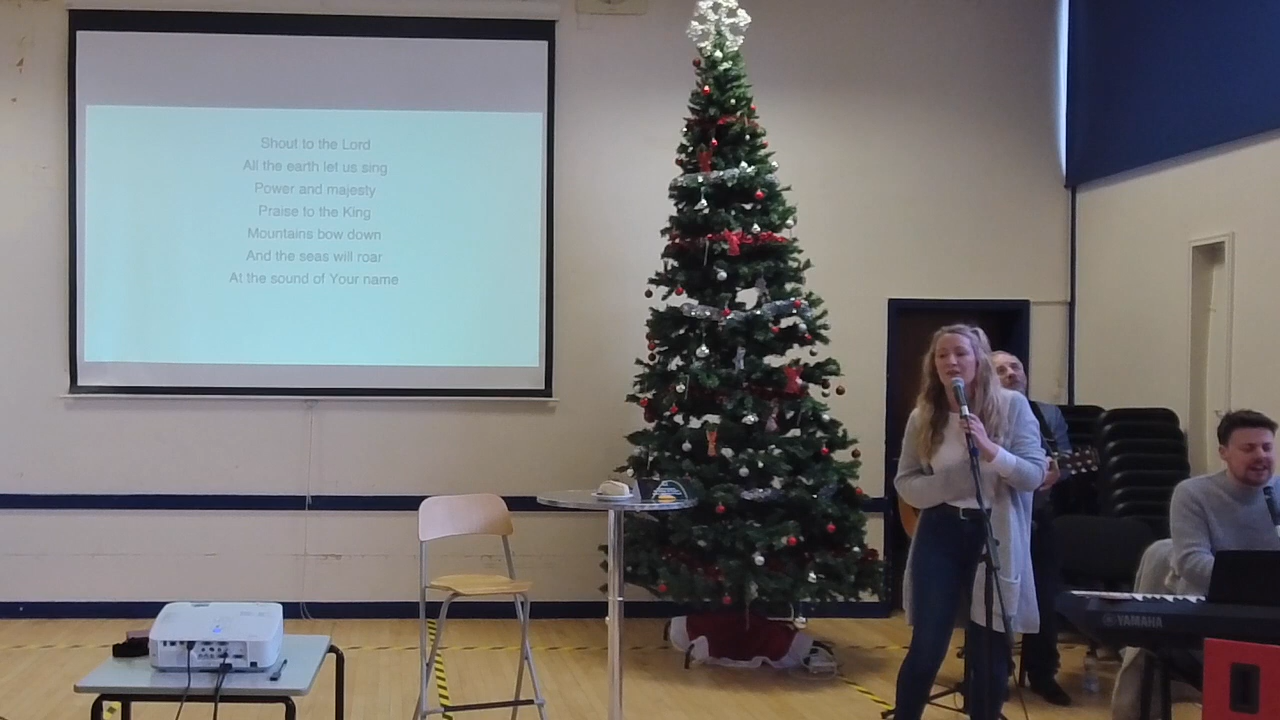 Shout to the Lord
All the earth let us sing
Power and majesty
Praise to the King
Mountains bow down
And the seas will roar
At the sound of Your name
YAMAHA